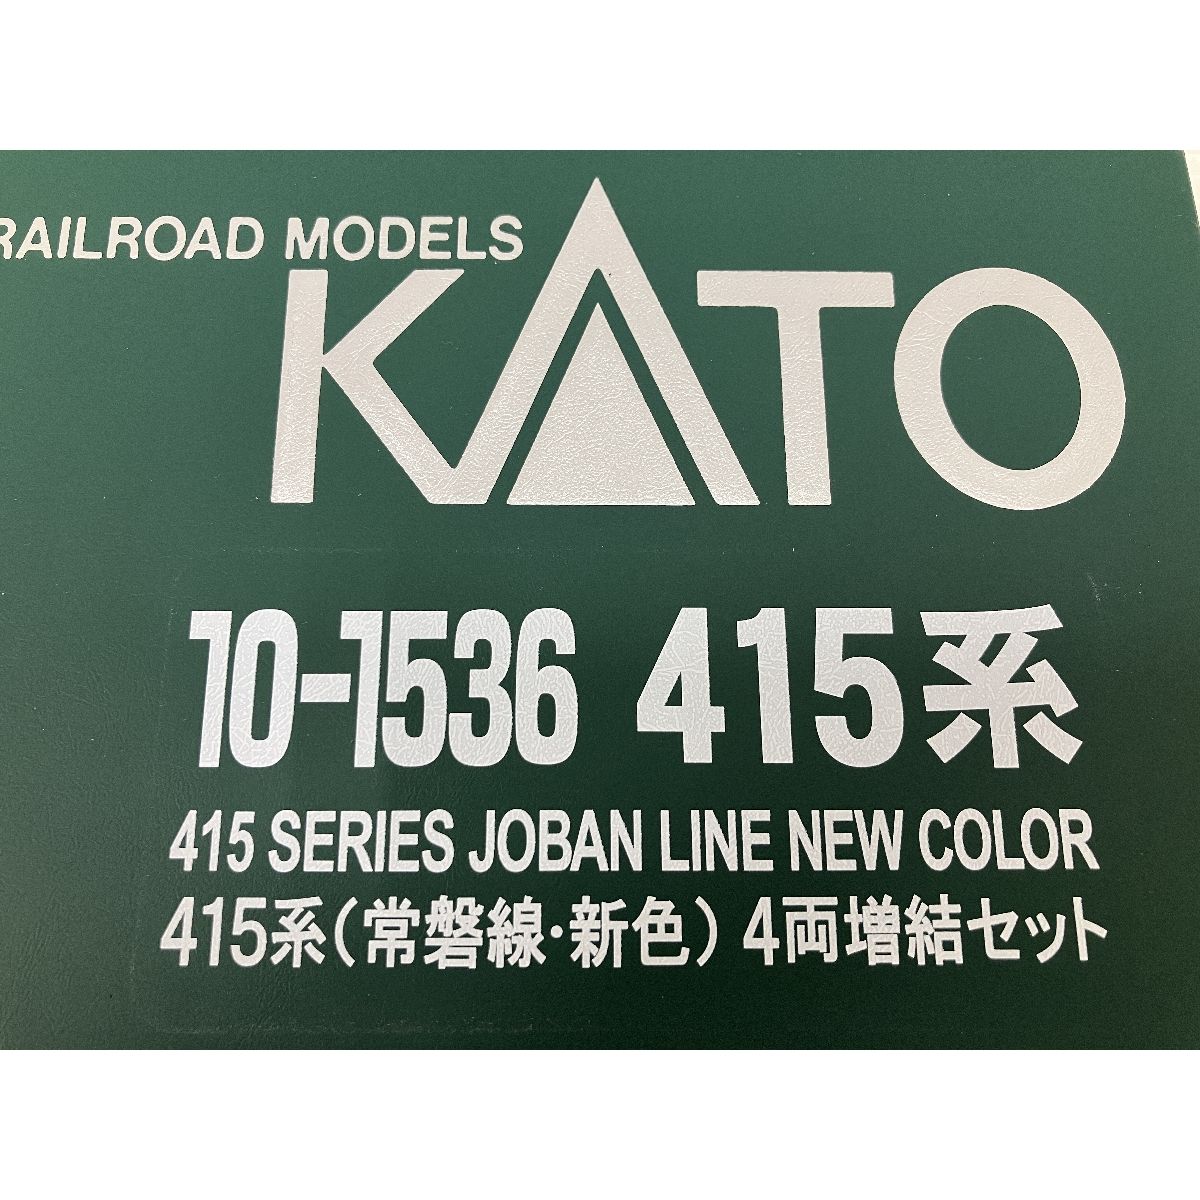 RAILROAD MODELS
KATO
10-1536 415系
415 SERIES JOBAN LINE NEW COLOR
415系(常磐線・新色) 4両増結セット